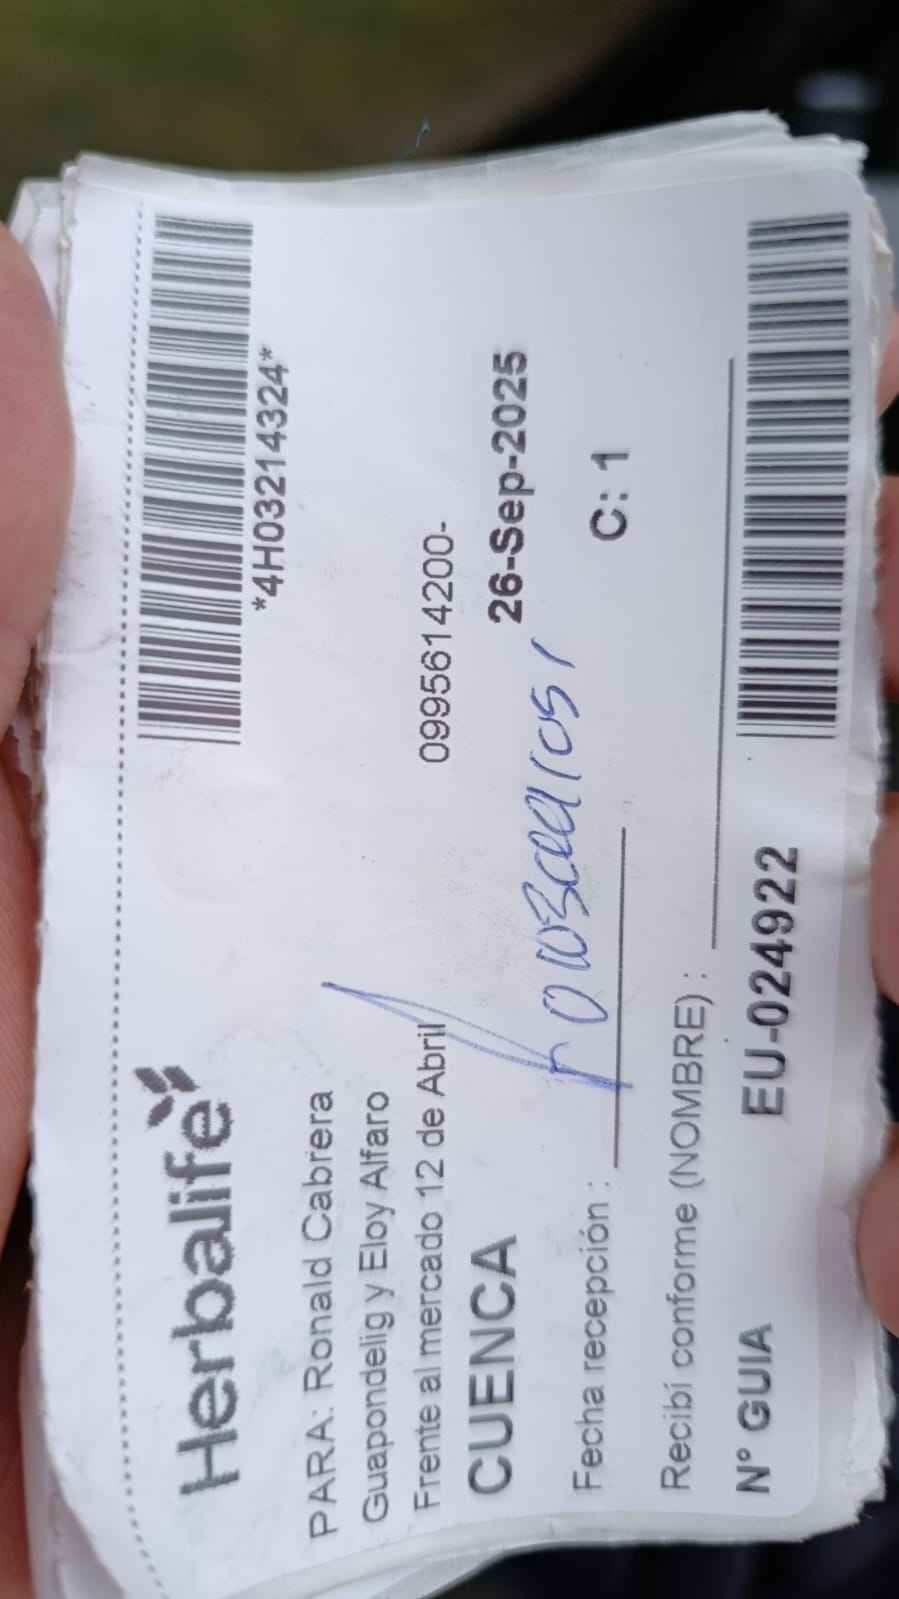 Herbalife
*4H03214324*
PARA: Ronald Cabrera
Guapondelig y Eloy Alfaro
Frente al mercado 12 de Abril
0995614200-
CUENCA
26-Sep-2025
Fecha recepción :
C: 1
Recibí conforme (NOMBRE) :
N° GUIA
EU-024922